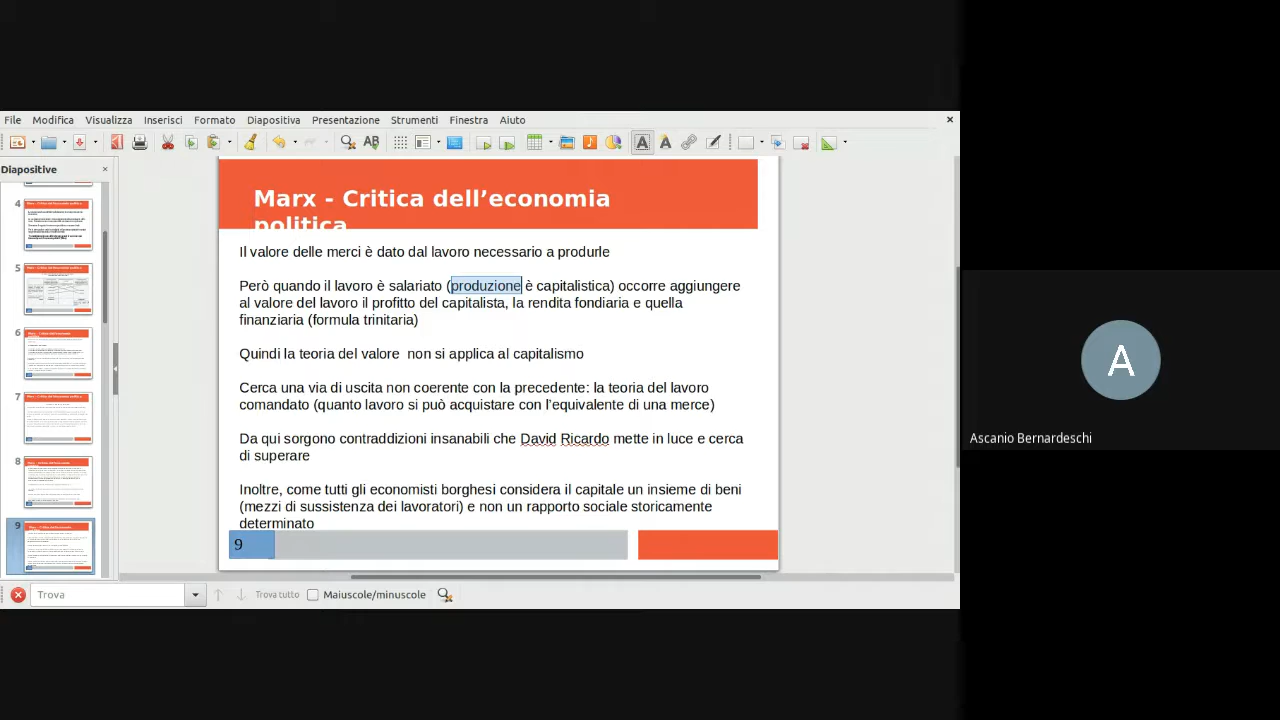 File Modifica Visualizza Inserisci Formato Diapositiva Presentazione Strumenti Finestra Aiuto
Diapositive
4
5
6
7
8
9
Marx - Critica dell’economia
politica
Il valore delle merci è dato dal lavoro necessario a produrle
Però quando il lavoro è salariato (produzione è capitalistica) occorre aggiungere
al valore del lavoro il profitto del capitalista, la rendita fondiaria e quella
finanziaria (formula trinitaria)
Quindi la teoria del valore non si applica al capitalismo
Cerca una via di uscita non coerente con la precedente: la teoria del lavoro
comandato (quanto lavoro si può acquistare con l’equivalente di una merce)
Da qui sorgono contraddizioni insanabili che David Ricardo mette in luce e cerca
di superare
Inoltre, come tutti gli economisti borghesi considera il capitale un insieme di beni
(mezzi di sussistenza dei lavoratori) e non un rapporto sociale storicamente
determinato
9
Trova
Trova tutto
Maiuscole/minuscole
A
Ascanio Bernardeschi